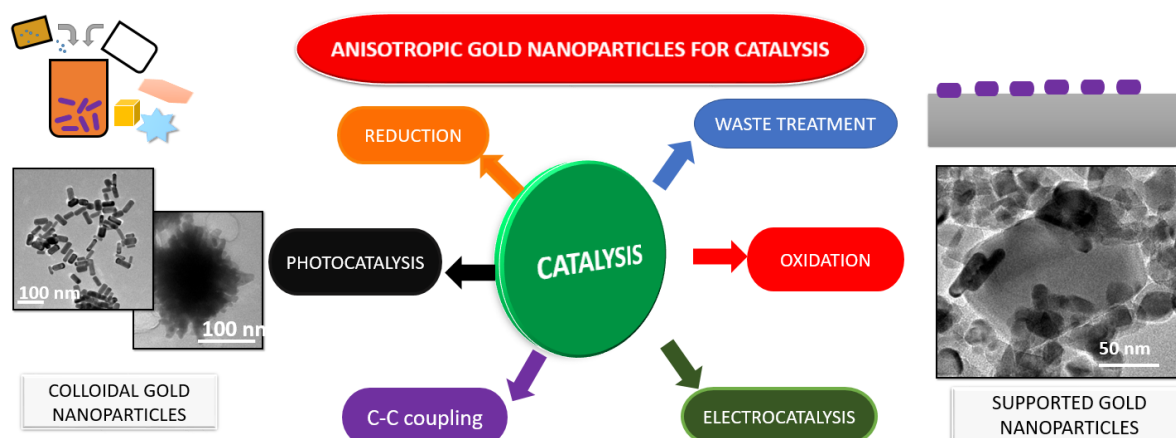 ANISOTROPIC GOLD NANOPARTICLES FOR CATALYSIS
REDUCTION
WASTE TREATMENT
PHOTOCATALYSIS
CATALYSIS
OXIDATION
100 nm
100 nm
50 nm
COLLOIDAL GOLD
NANOPARTICLES
C-C coupling
ELECTROCATALYSIS
SUPPORTED GOLD
NANOPARTICLES